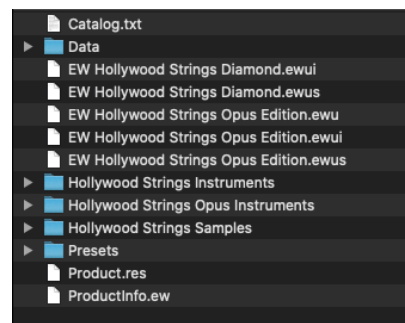 Catalog.txt
Data
EW Hollywood Strings Diamond.ewui
EW Hollywood Strings Diamond.ewus
EW Hollywood Strings Opus Edition.ewu
EW Hollywood Strings Opus Edition.ewui
EW Hollywood Strings Opus Edition.ewus
Hollywood Strings Instruments
Hollywood Strings Opus Instruments
Hollywood Strings Samples
Presets
Product.res
ProductInfo.ew